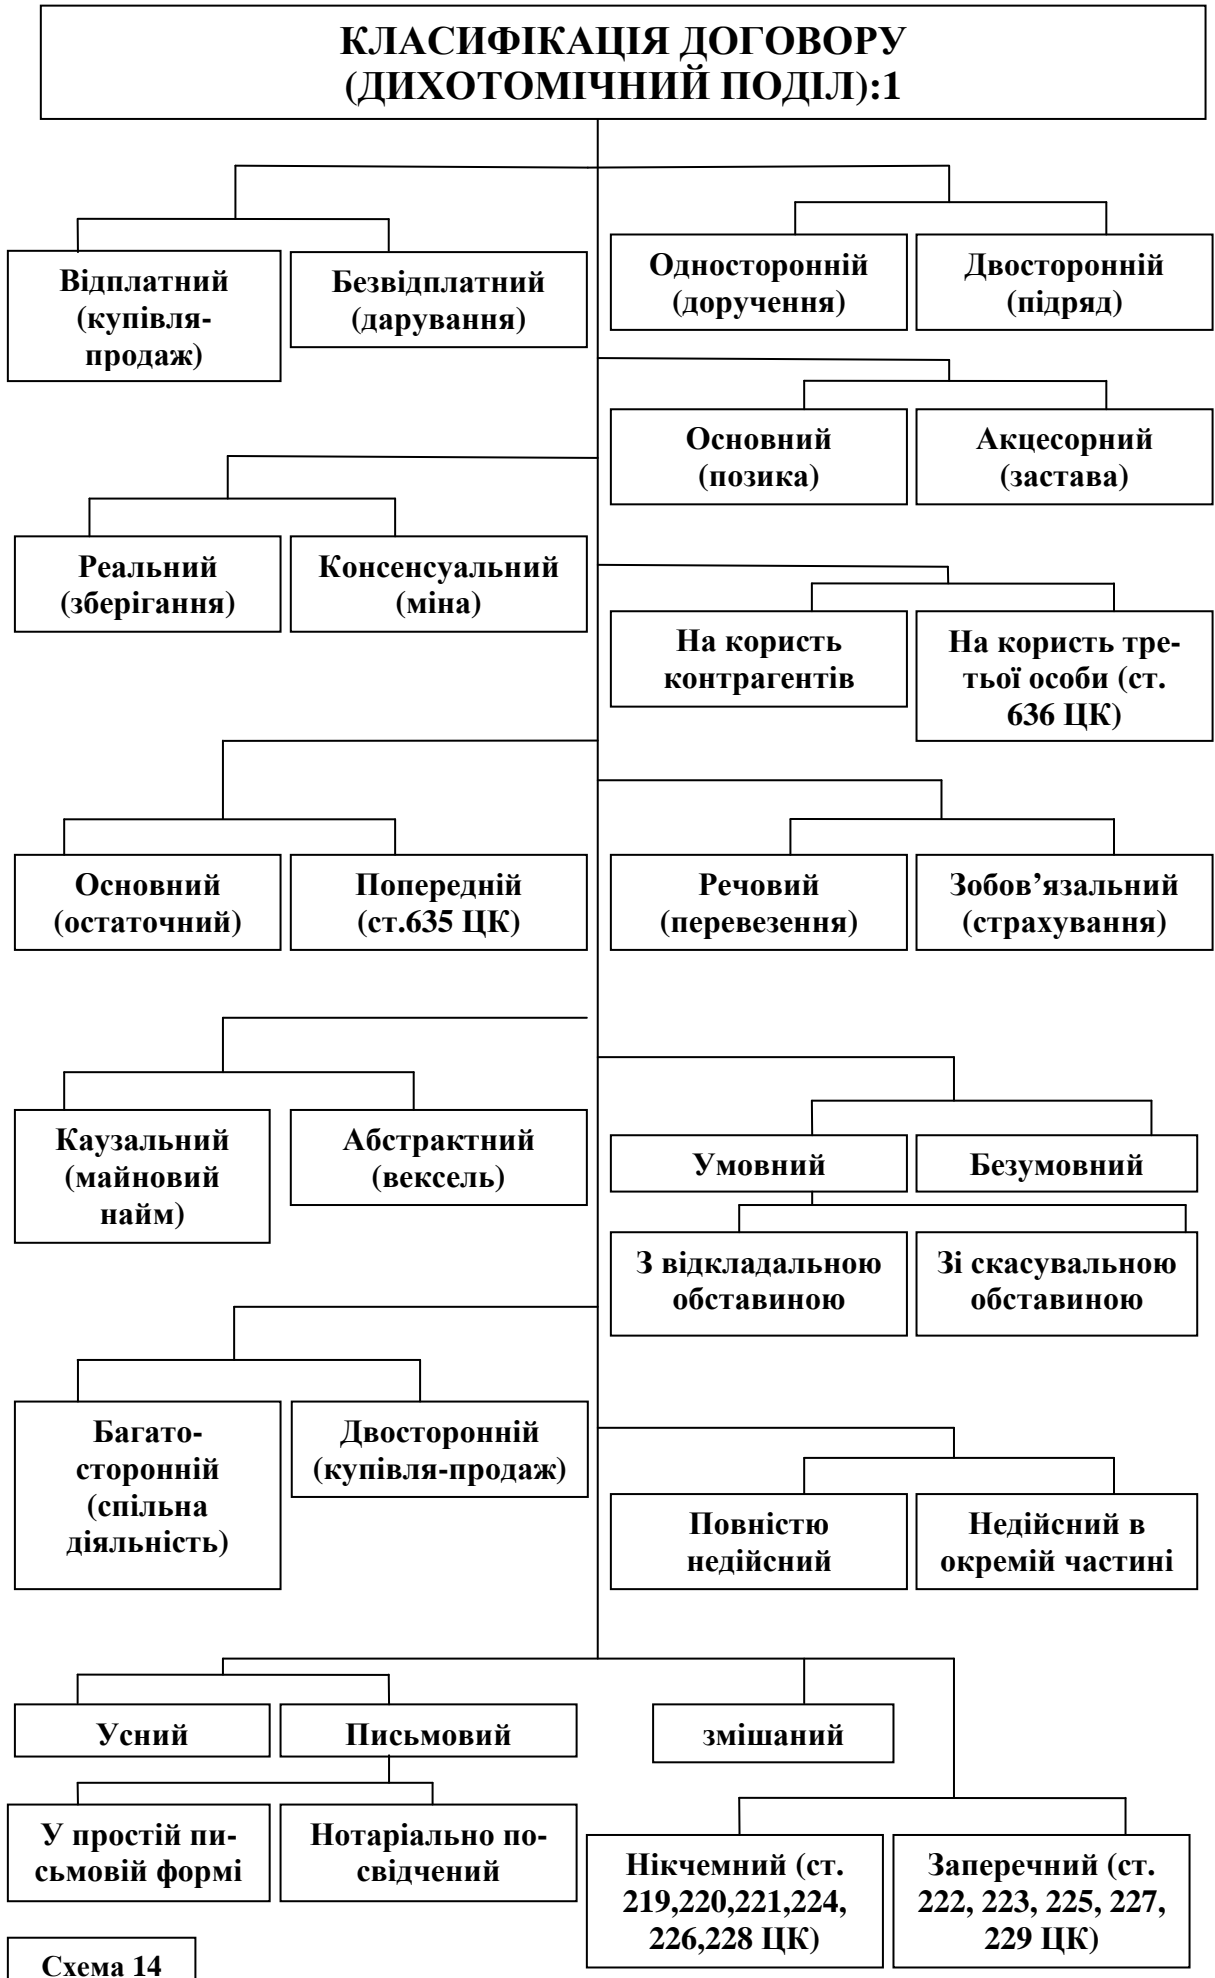 КЛАСИФІКАЦІЯ ДОГОВОРУ
(ДИХОТОМІЧНИЙ ПОДІЛ):1
Відплатний
(купівля-
продаж)
Безвідплатний
(дарування)
Односторонній
(доручення)
Двосторонній
(підряд)
Основний
(позика)
Акцесорний
(застава)
Реальний
(зберігання)
Консенсуальний
(міна)
На користь
контрагентів
На користь тре-
тьої особи (ст.
636 ЦК)
Основний
(остаточний)
Попередній
(ст.635 ЦК)
Речовий
(перевезення)
Зобов’язальний
(страхування)
Каузальний
(майновий
найм)
Абстрактний
(вексель)
Умовний
Безумовний
З відкладальною
обставиною
Зі скасувальною
обставиною
Багато-
сторонній
(спільна
діяльність)
Двосторонній
(купівля-продаж)
Повністю
недійсний
Недійсний в
окремій частині
Усний
Письмовий
змішаний
У простій пи-
сьмовій формі
Нотаріально по-
свідчений
Нікчемний (ст.
219,220,221,224,
226,228 ЦК)
Заперечний (ст.
222, 223, 225, 227,
229 ЦК)
Схема 14